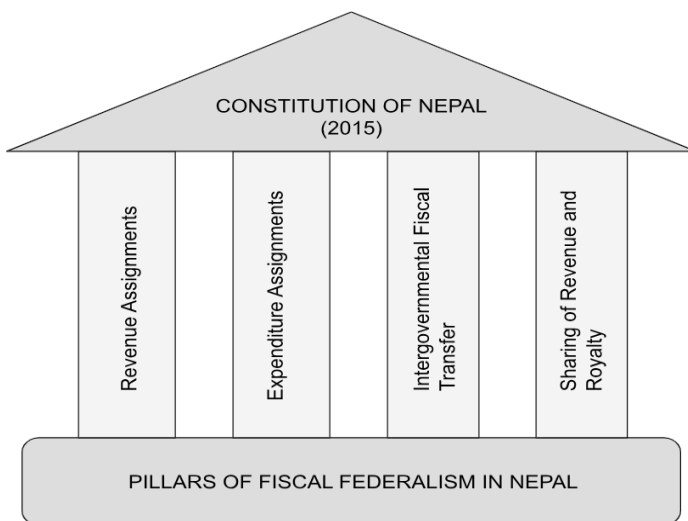 CONSTITUTION OF NEPAL
(2015)
Revenue Assignments
Expenditure Assignments
Intergovernmental Fiscal
Transfer
Sharing of Revenue and
Royalty
PILLARS OF FISCAL FEDERALISM IN NEPAL